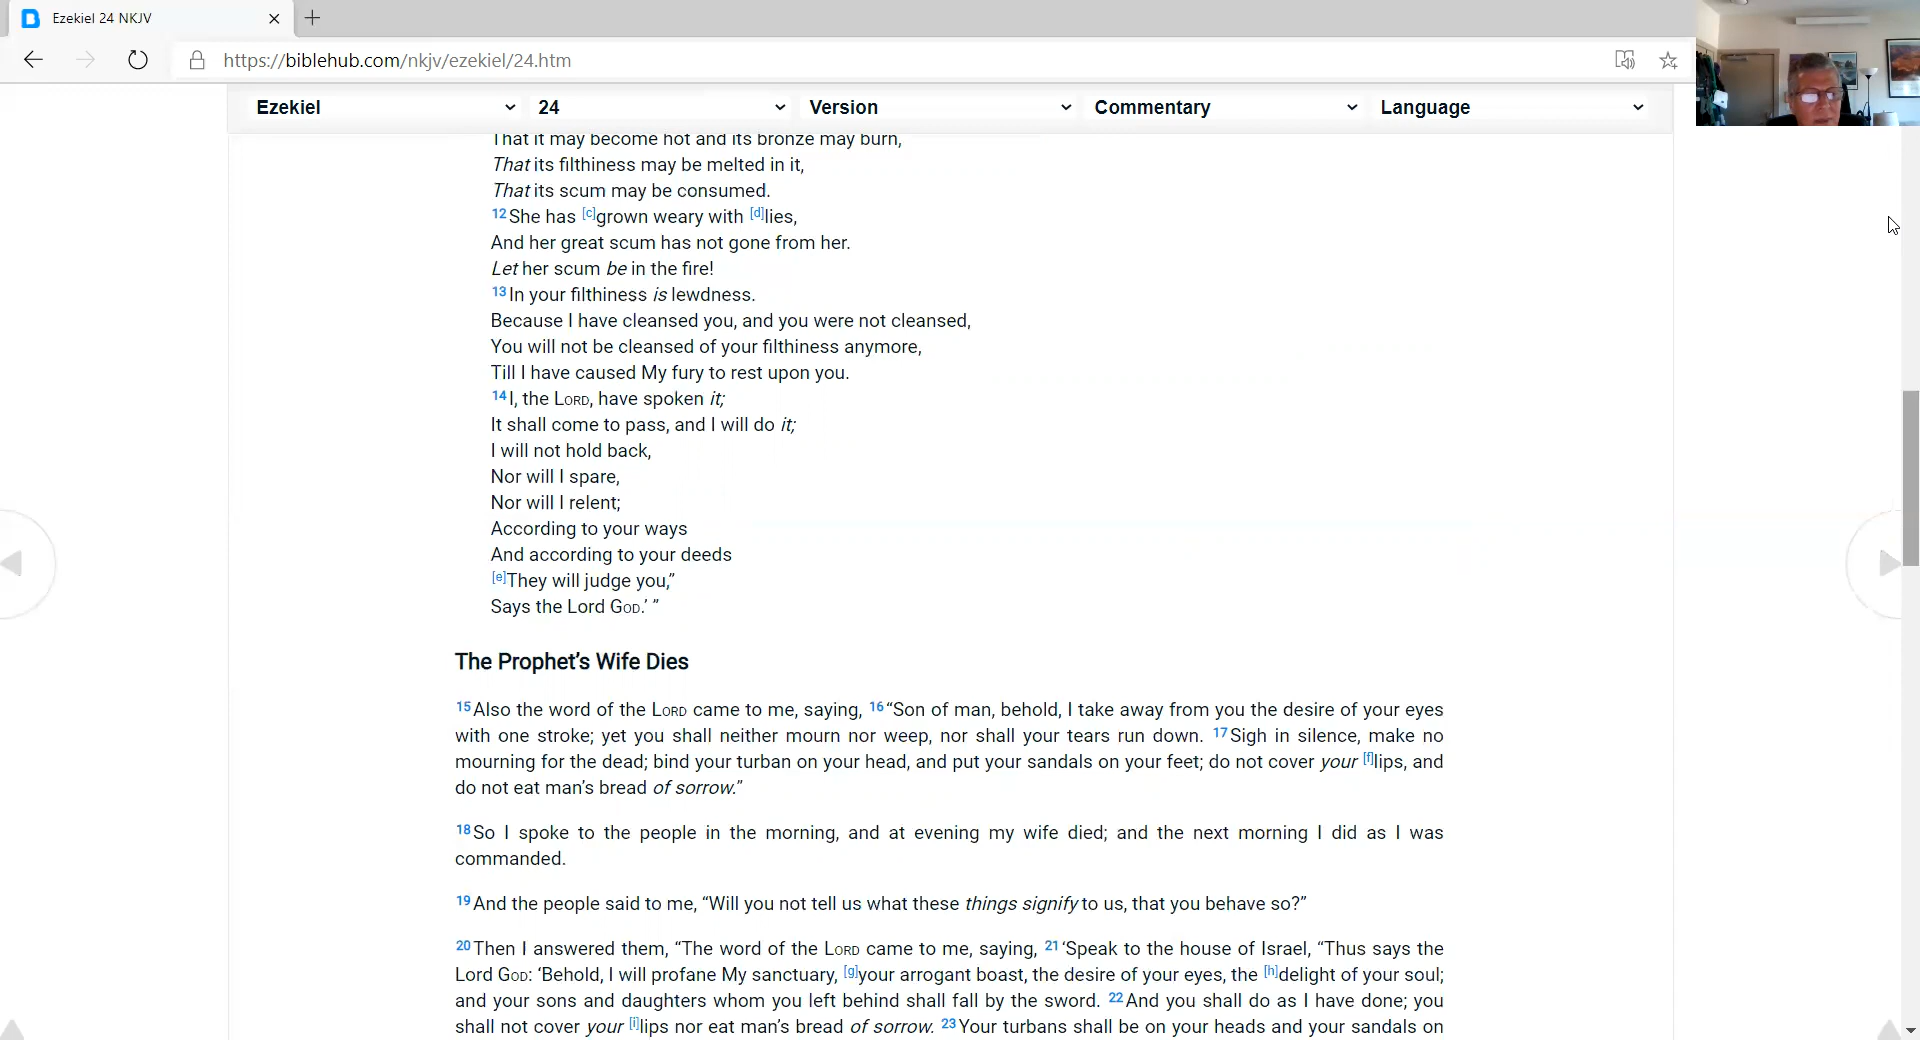 Ezekiel 24 NKJV
https://biblehub.com/nkjv/ezekiel/24.htm
Ezekiel 24 Version Commentary Language
That it may become hot and its bronze may burn,
That its filthiness may be melted in it,
That its scum may be consumed.
12 She has [c]grown weary with [d]lies,
And her great scum has not gone from her.
Let her scum be in the fire!
13 In your filthiness is lewdness.
Because I have cleansed you, and you were not cleansed,
You will not be cleansed of your filthiness anymore,
Till I have caused My fury to rest upon you.
14 I, the LORD, have spoken it;
It shall come to pass, and I will do it;
I will not hold back,
Nor will I spare,
Nor will I relent;
According to your ways
And according to your deeds
[e]They will judge you,”
Says the Lord GOD.’ ”
The Prophet’s Wife Dies
15 Also the word of the LORD came to me, saying, 16 “Son of man, behold, I take away from you the desire of your eyes
with one stroke; yet you shall neither mourn nor weep, nor shall your tears run down. 17 Sigh in silence, make no
mourning for the dead; bind your turban on your head, and put your sandals on your feet; do not cover your [f]lips, and
do not eat man’s bread of sorrow.”
18 So I spoke to the people in the morning, and at evening my wife died; and the next morning I did as I was
commanded.
19 And the people said to me, “Will you not tell us what these things signify to us, that you behave so?”
20 Then I answered them, “The word of the LORD came to me, saying, 21 ‘Speak to the house of Israel, “Thus says the
Lord GOD: ‘Behold, I will profane My sanctuary, [g]your arrogant boast, the desire of your eyes, the [h]delight of your soul;
and your sons and daughters whom you left behind shall fall by the sword. 22 And you shall do as I have done; you
shall not cover your [i]lips nor eat man’s bread of sorrow. 23 Your turbans shall be on your heads and your sandals on